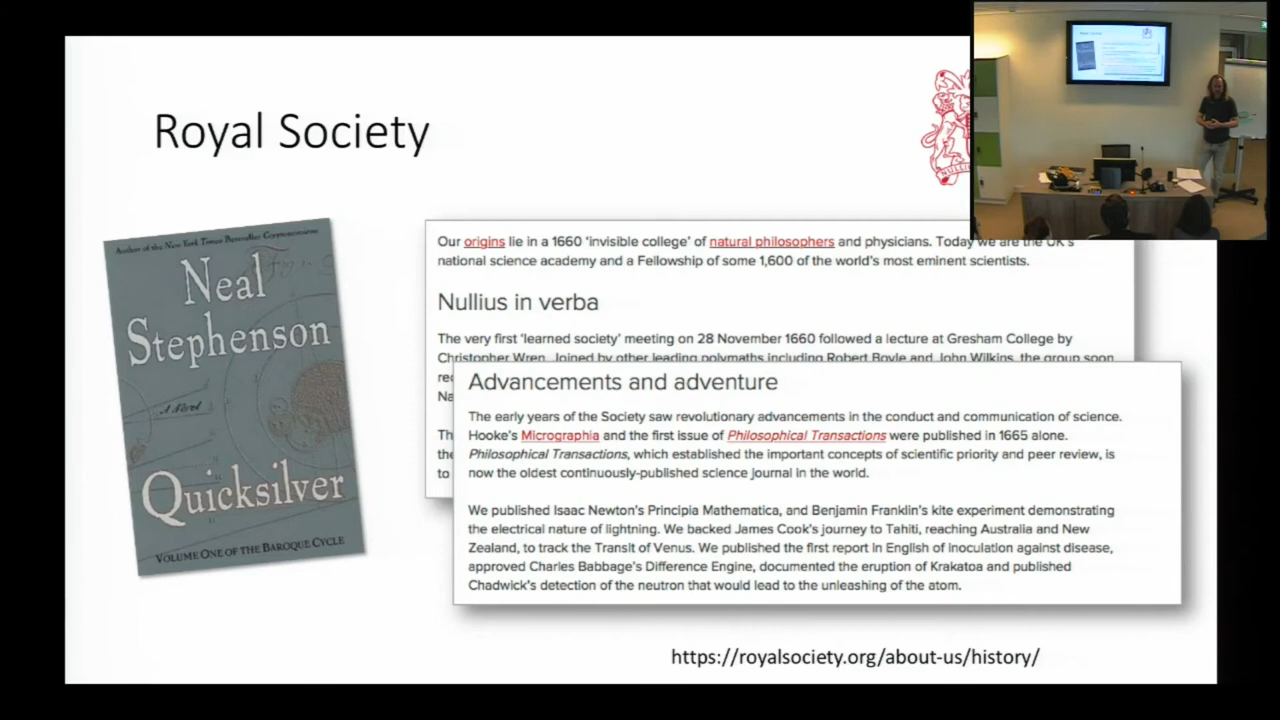 Royal Society
Author of the New York Times Bestseller Cryptonomicon
Neal
Stephenson
A Novel
Quicksilver
VOLUME ONE OF THE BAROQUE CYCLE
Our origins lie in a 1660 ‘invisible college’ of natural philosophers and physicians. Today we are the UK’s
national science academy and a Fellowship of some 1,600 of the world’s most eminent scientists.
Nullius in verba
The very first ‘learned society’ meeting on 28 November 1660 followed a lecture at Gresham College by
Christopher Wren. Joined by other leading polymaths including Robert Boyle and John Wilkins, the group soon
Advancements and adventure
The early years of the Society saw revolutionary advancements in the conduct and communication of science.
Hooke’s Micrographia and the first issue of Philosophical Transactions were published in 1665 alone.
Philosophical Transactions, which established the important concepts of scientific priority and peer review, is
now the oldest continuously-published science journal in the world.
We published Isaac Newton’s Principia Mathematica, and Benjamin Franklin’s kite experiment demonstrating
the electrical nature of lightning. We backed James Cook’s journey to Tahiti, reaching Australia and New
Zealand, to track the Transit of Venus. We published the first report in English of inoculation against disease,
approved Charles Babbage’s Difference Engine, documented the eruption of Krakatoa and published
Chadwick’s detection of the neutron that would lead to the unleashing of the atom.
https://royalsociety.org/about-us/history/